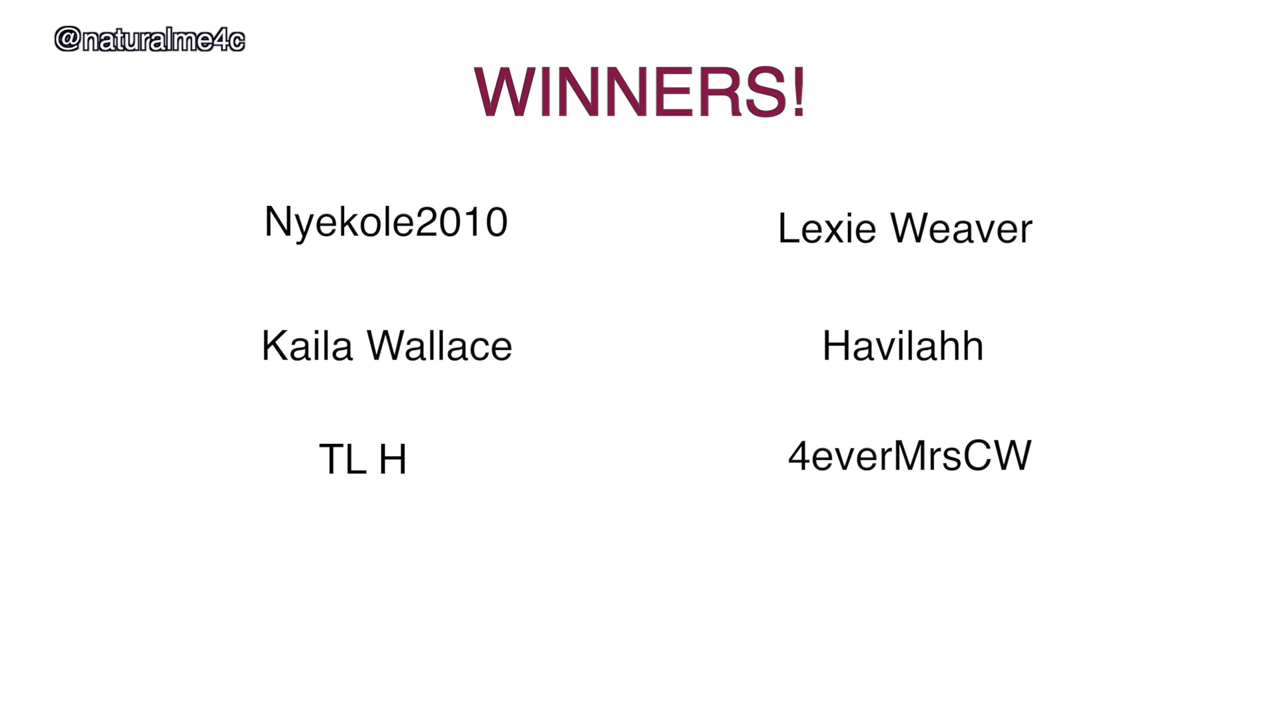 @naturalme4c
WINNERS!
Nyekole2010
Lexie Weaver
Kaila Wallace
Havilahh
TL H
4everMrsCW